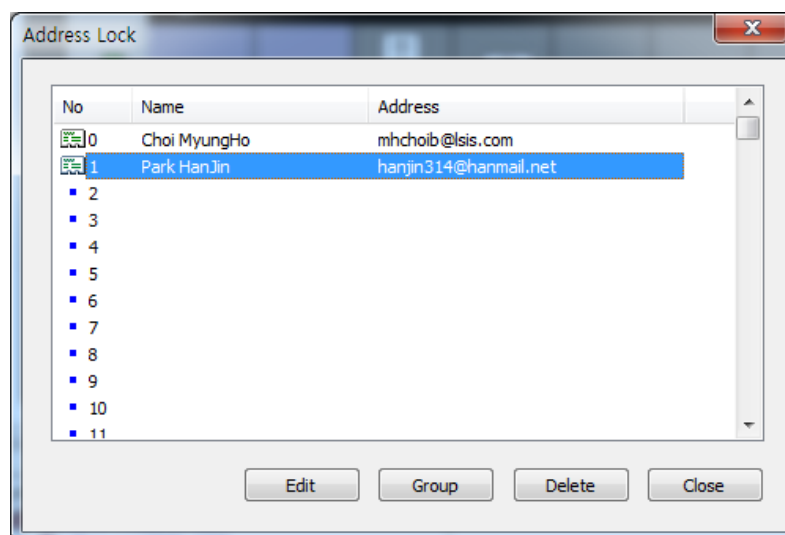 Address Lock
No Name Address
0 Choi MyungHo mhchoib@lsis.com
1 Park HanJin hanjin314@hanmail.net
2
3
4
5
6
7
8
9
10
11
Edit Group Delete Close